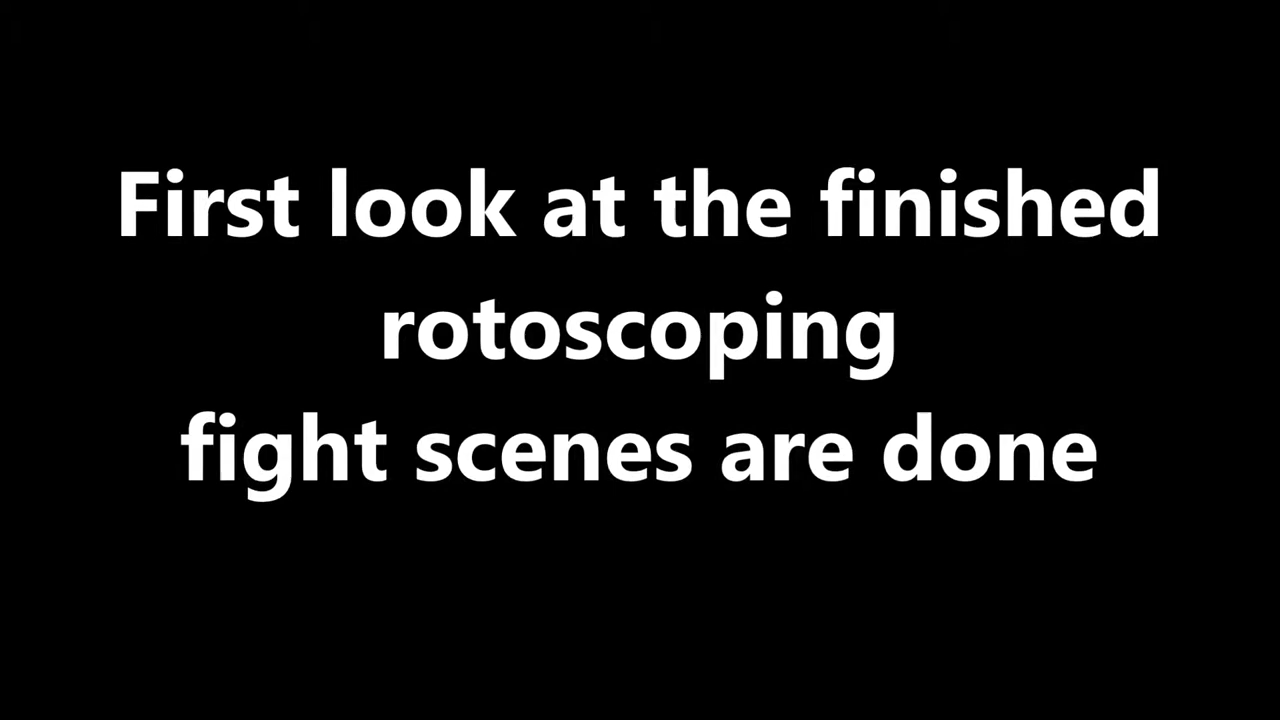 First look at the finished
rotoscoping
fight scenes are done